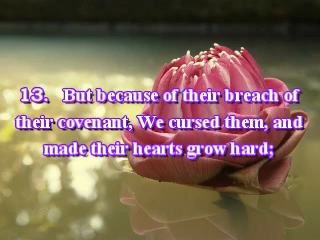 13. But because of their breach of
their covenant, We cursed them, and
made their hearts grow hard;